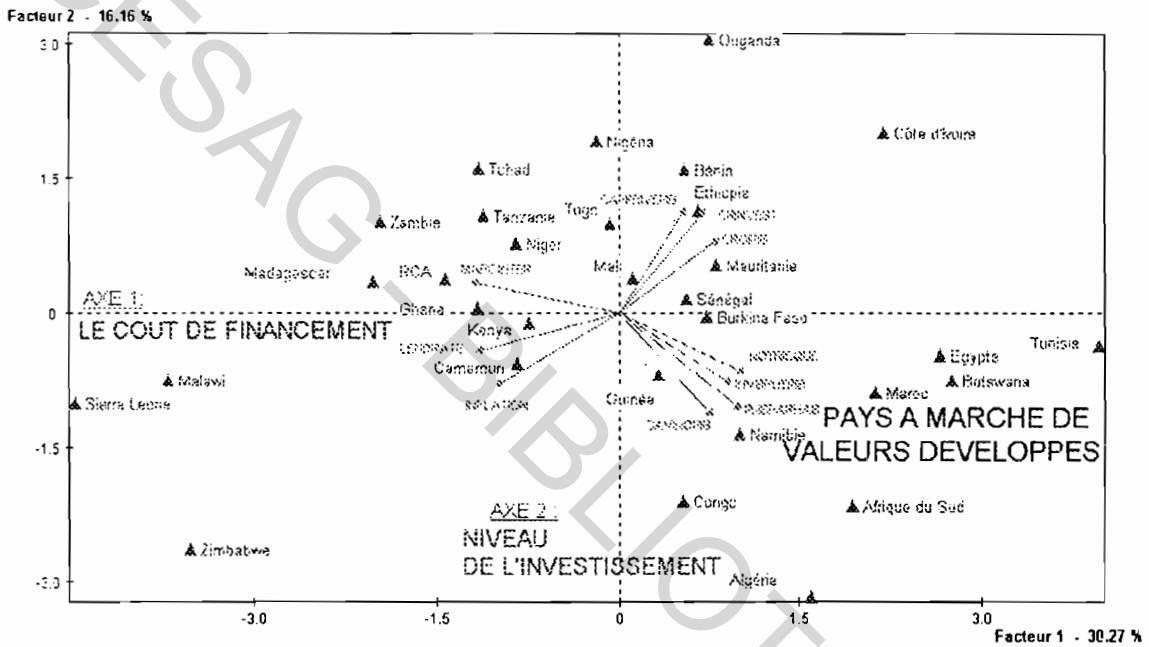 Facteur 2 - 16.16 %
3.0
Ouganda
Côte d'Ivoire
Nigéria
1.5
Tchad
Bénin
Ethiopie
Zambie
Tanzanie
Togo
Niger
Mali
Mauritanie
Madagascar
RCA
AXE 1:
Ghana
Sénégal
0
LE COUT DE FINANCEMENT
Kenya
Burkina Faso
Tunisie
LENDRATE
Cameroun
Egypte
Malawi
Botswana
Sierra Leone
INFLATION
Guinée
Maroc
PAYS A MARCHE DE
VALEURS DEVELOPPES
-1.5
Namibie
AXE 2 :
Congo
Afrique du Sud
NIVEAU
DE L'INVESTISSEMENT
Zimbabwe
-3.0
Algérie
-3.0
-1.5
0
1.5
3.0
Facteur 1 - 30.27 %
CESAG - BIBLIOT